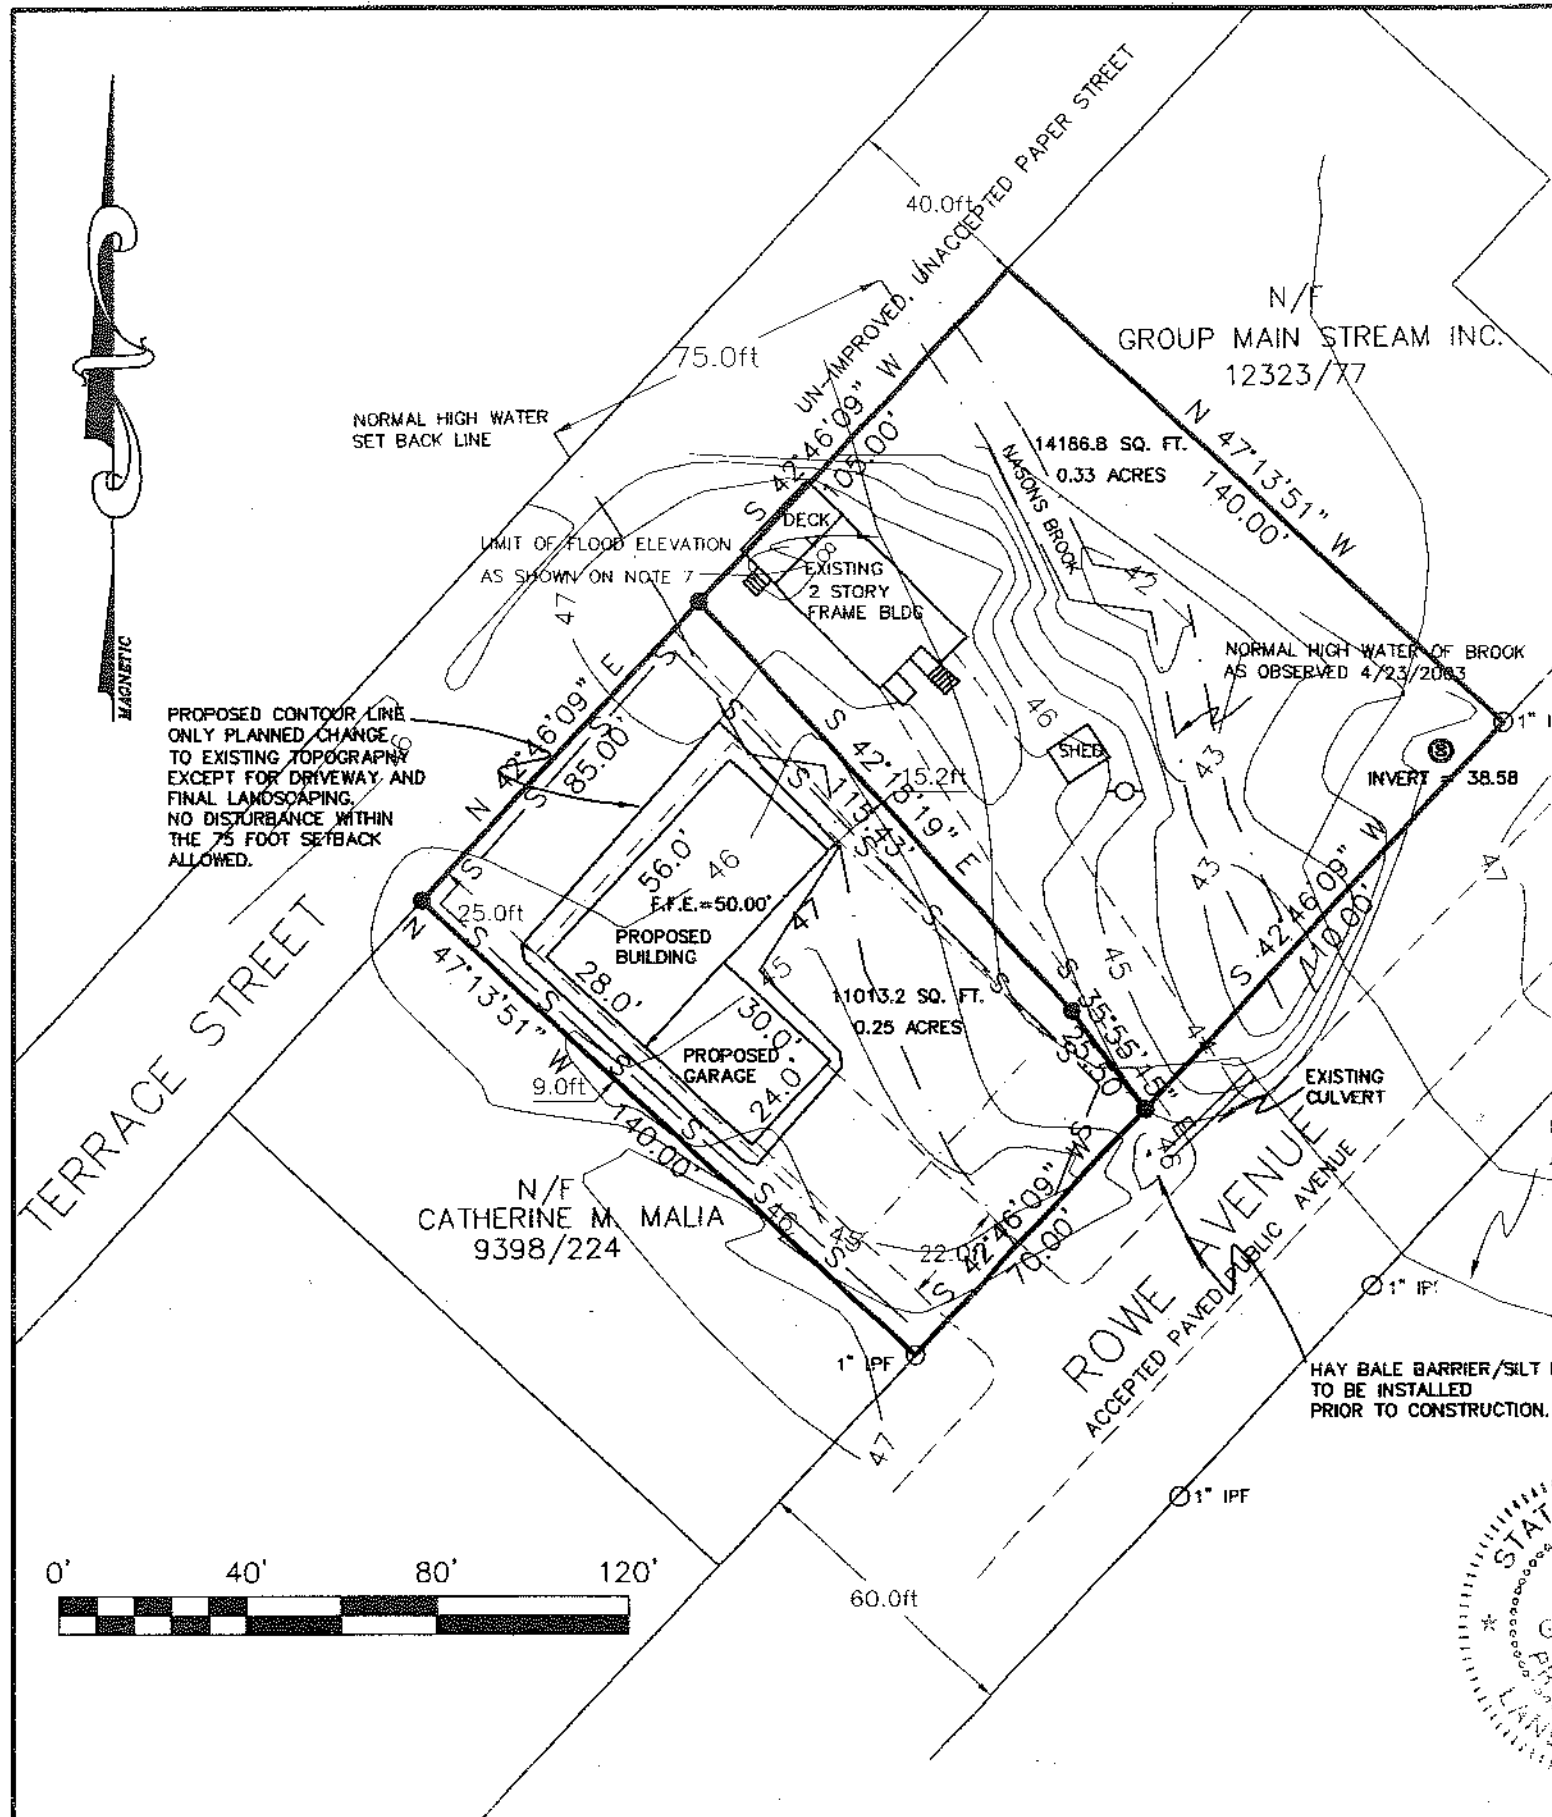 UN-IMPROVED, UNACCEPTED PAPER STREET
40.0ft
75.0ft
N/F
GROUP MAIN STREAM INC.
12323/77
NORMAL HIGH WATER
SET BACK LINE
S 42°46'09" W
105.00'
14186.8 SQ. FT.
0.33 ACRES
N 47°13'51" W
140.00'
NASONS BROOK
DECK
LIMIT OF FLOOD ELEVATION
AS SHOWN ON NOTE 7
EXISTING
2 STORY
FRAME BLDG
42
47
NORMAL HIGH WATER OF BROOK
AS OBSERVED 4/23/2003
MAGNETIC
PROPOSED CONTOUR LINE
ONLY PLANNED CHANGE
TO EXISTING TOPOGRAPHY
EXCEPT FOR DRIVEWAY AND
FINAL LANDSCAPING.
NO DISTURBANCE WITHIN
THE 75 FOOT SETBACK
ALLOWED.
N 42°46'09" E
85.00'
46
SHED
43
INVERT = 38.58
15.2ft
115.43'
56.0'
46
F.F.E.=50.00'
PROPOSED
BUILDING
28.0'
25.0ft
47
45
43
47
S 42°46'09" W
110.00'
N 47°13'51" W
140.00'
11013.2 SQ. FT.
0.25 ACRES
30.0'
PROPOSED
GARAGE
24.0'
9.0ft
45
44
S 35°55'45" E
25.50'
EXISTING
CULVERT
46
TERRACE STREET
N/F
CATHERINE M. MALIA
9398/224
46
45
22.0ft
S 42°46'09" W
70.00'
ROWE AVENUE
ACCEPTED PAVED PUBLIC AVENUE
1" IPF
1" IPF
47
HAY BALE BARRIER/SILT
TO BE INSTALLED
PRIOR TO CONSTRUCTION.
1" IPF
0' 40' 80' 120'
60.0ft